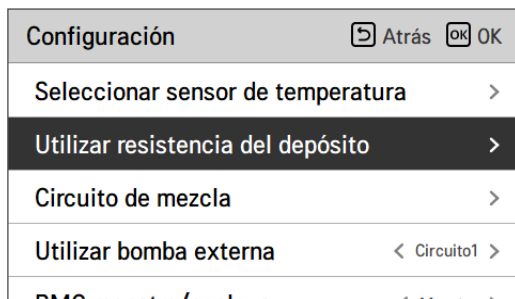 Configuración Atrás OK OK
Seleccionar sensor de temperatura
Utilizar resistencia del depósito
Circuito de mezcla
Utilizar bomba externa < Circuito1 >